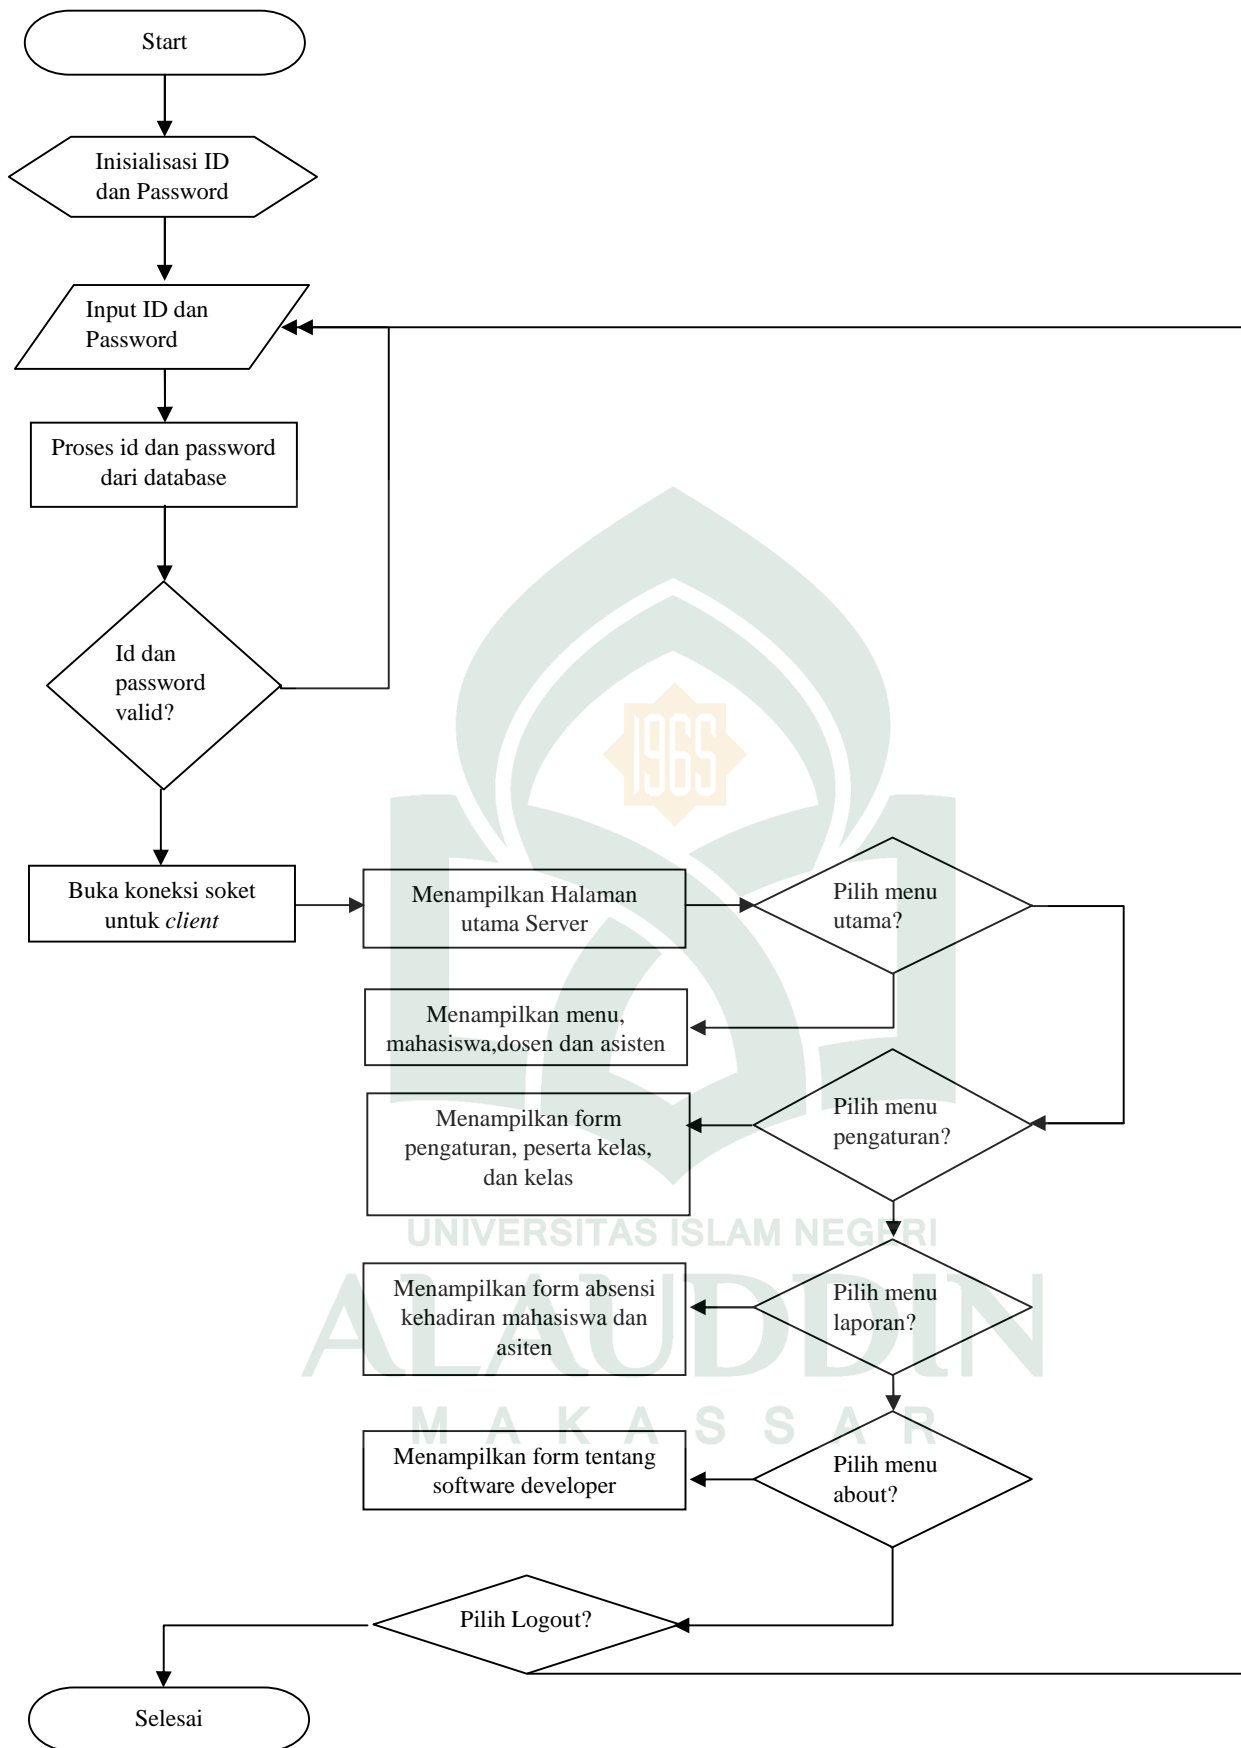 Start
Inisialisasi ID
dan Password
Input ID dan
Password
Proses id dan password
dari database
Id dan
password
valid?
1965
Buka koneksi soket
untuk client
Menampilkan Halaman
utama Server
Pilih menu
utama?
Menampilkan menu,
mahasiswa,dosen dan asisten
Menampilkan form
pengaturan, peserta kelas,
dan kelas
Pilih menu
pengaturan?
UNIVERSITAS ISLAM NEGERI
ALAUDDIN
MAKASSAR
Menampilkan form absensi
kehadiran mahasiswa dan
asiten
Pilih menu
laporan?
Menampilkan form tentang
software developer
Pilih menu
about?
Pilih Logout?
Selesai